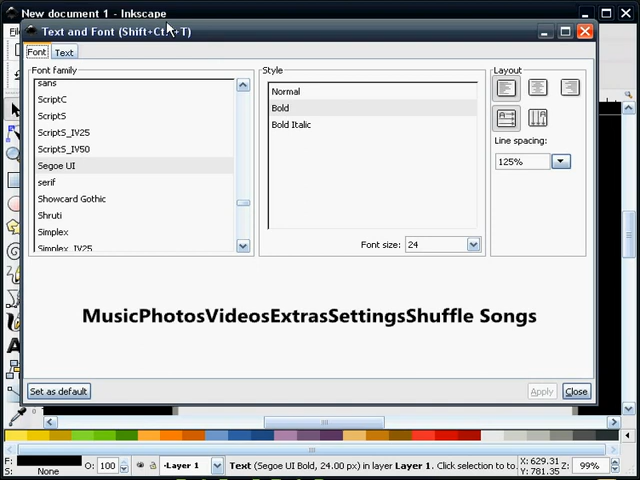 New document 1 - Inkscape
Text and Font (Shift+Ctrl+T)
Font
Text
Font family
sans
ScriptC
ScriptS
ScriptS_IV25
ScriptS_IV50
Segoe UI
serif
Showcard Gothic
Shruti
Simplex
Simplex_IV25
Style
Normal
Bold
Bold Italic
Font size: 24
Layout
Line spacing:
125%
MusicPhotosVideosExtrasSettingsShuffle Songs
Set as default
Apply
Close
F:
S:
None
O: 100
Layer 1
Text (Segoe UI Bold, 24.00 px) in layer Layer 1. Click selection to to
X: 629.31
Y: 781.35
Z: 99%